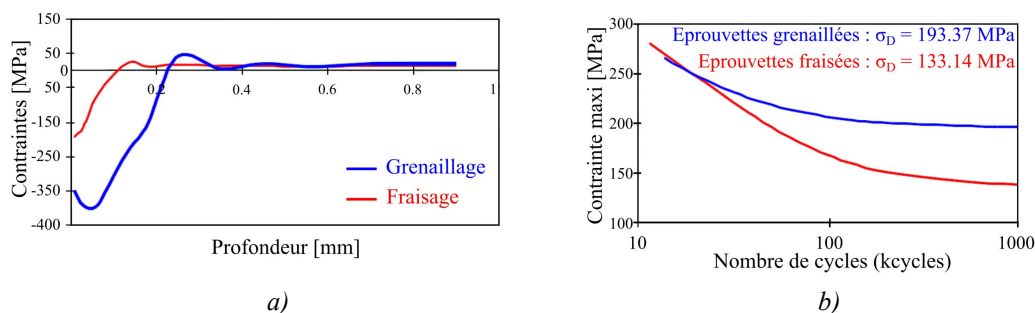 150
50
0
50
-150
-250
-350
-400
Contraintes [MPa]
0.2
0.4
0.6
0.8
1
Grenaillage
Fraisage
Profondeur [mm]
a)
300
250
200
150
100
Contrainte maxi [MPa]
Eprouvettes grenaillées : σD = 193.37 MPa
Eprouvettes fraisées : σD = 133.14 MPa
10
100
1000
Nombre de cycles (kcycles)
b)